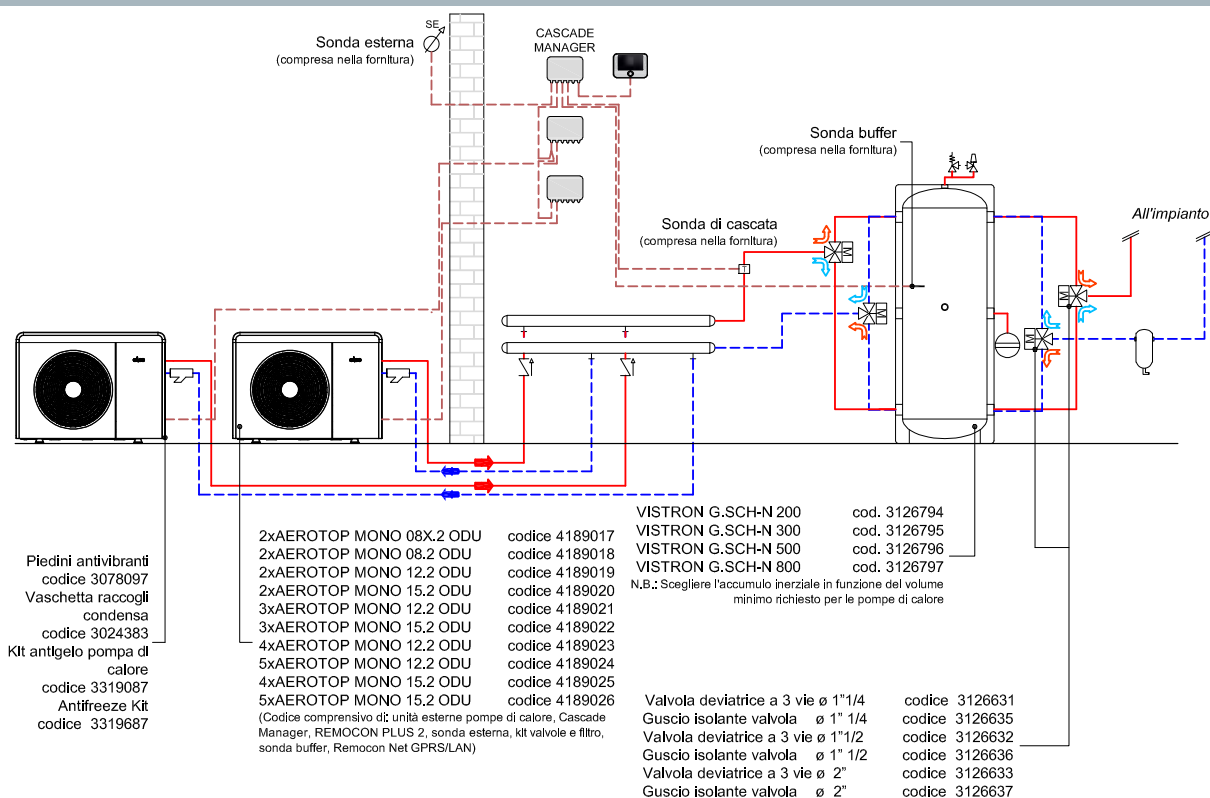 SE
Sonda esterna
(compresa nella fornitura)
CASCADE
MANAGER
Sonda buffer
(compresa nella fornitura)
Sonda di cascata
(compresa nella fornitura)
All'impianto
T
M
M
M
M
elco
elco
Piedini antivibranti
codice 3078097
Vaschetta raccogli
condensa
codice 3024383
Kit antigelo pompa di
calore
codice 3319087
Antifreeze Kit
codice 3319687
2xAEROTOP MONO 08X.2 ODU codice 4189017
2xAEROTOP MONO 08.2 ODU codice 4189018
2xAEROTOP MONO 12.2 ODU codice 4189019
2xAEROTOP MONO 15.2 ODU codice 4189020
3xAEROTOP MONO 12.2 ODU codice 4189021
3xAEROTOP MONO 15.2 ODU codice 4189022
4xAEROTOP MONO 12.2 ODU codice 4189023
5xAEROTOP MONO 12.2 ODU codice 4189024
4xAEROTOP MONO 15.2 ODU codice 4189025
5xAEROTOP MONO 15.2 ODU codice 4189026
(Codice comprensivo di: unità esterne pompe di calore, Cascade
Manager, REMOCON PLUS 2, sonda esterna, kit valvole e filtro,
sonda buffer, Remocon Net GPRS/LAN)
VISTRON G.SCH-N 200 cod. 3126794
VISTRON G.SCH-N 300 cod. 3126795
VISTRON G.SCH-N 500 cod. 3126796
VISTRON G.SCH-N 800 cod. 3126797
N.B.: Scegliere l'accumulo inerziale in funzione del volume
minimo richiesto per le pompe di calore
Valvola deviatrice a 3 vie ø 1"1/4 codice 3126631
Guscio isolante valvola ø 1" 1/4 codice 3126635
Valvola deviatrice a 3 vie ø 1"1/2 codice 3126632
Guscio isolante valvola ø 1" 1/2 codice 3126636
Valvola deviatrice a 3 vie ø 2" codice 3126633
Guscio isolante valvola ø 2" codice 3126637